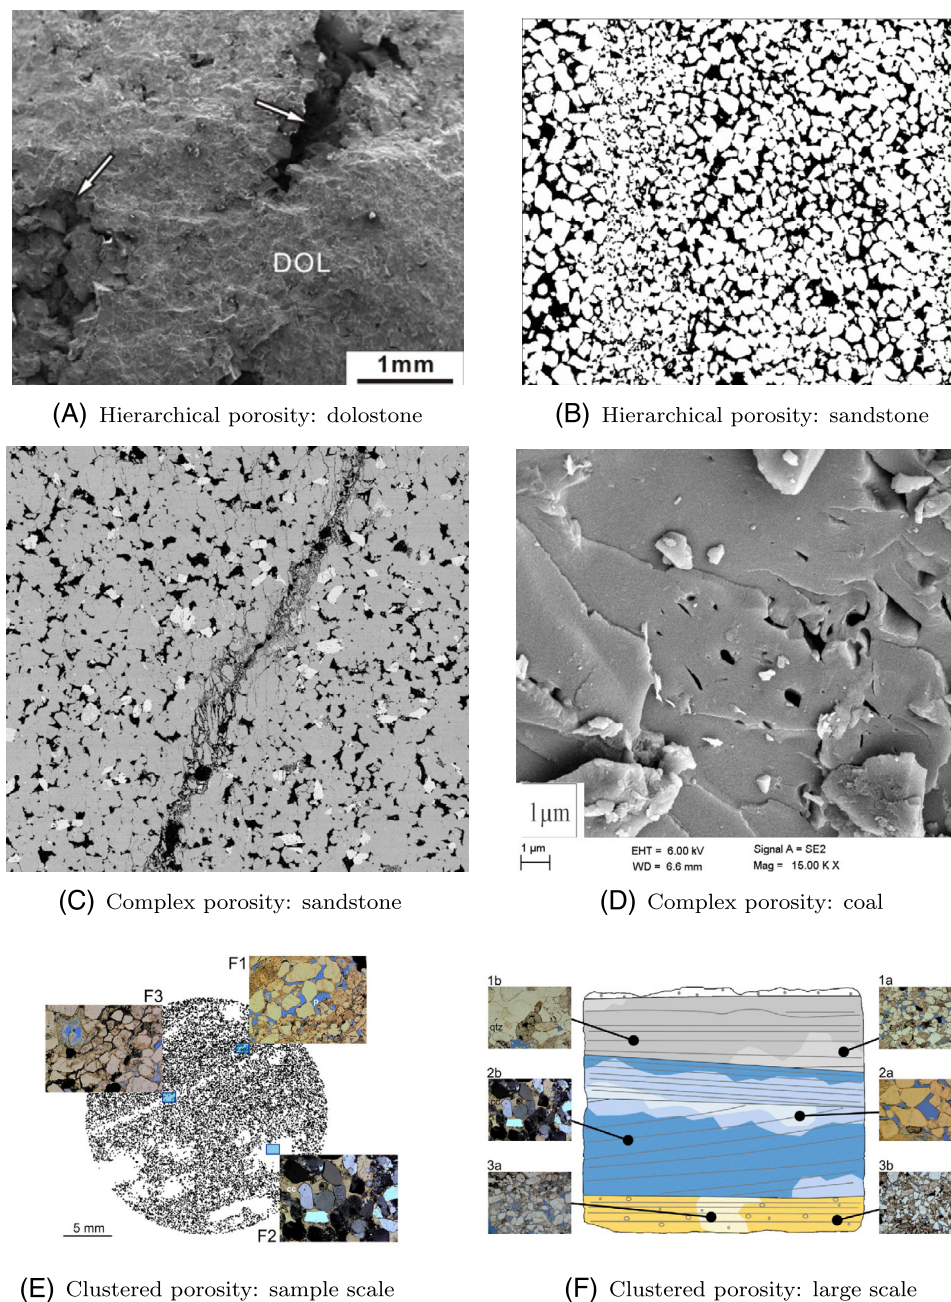 DOL
1mm
(A) Hierarchical porosity: dolostone
(B) Hierarchical porosity: sandstone
(C) Complex porosity: sandstone
1μm
1 μm
EHT = 6.00 kV
Signal A = SE2
WD = 6.6 mm
Mag = 15.00 K X
(D) Complex porosity: coal
F1
F3
p
cc
F2
5 mm
(E) Clustered porosity: sample scale
1b
1a
qtz
2b
2a
3a
3b
(F) Clustered porosity: large scale